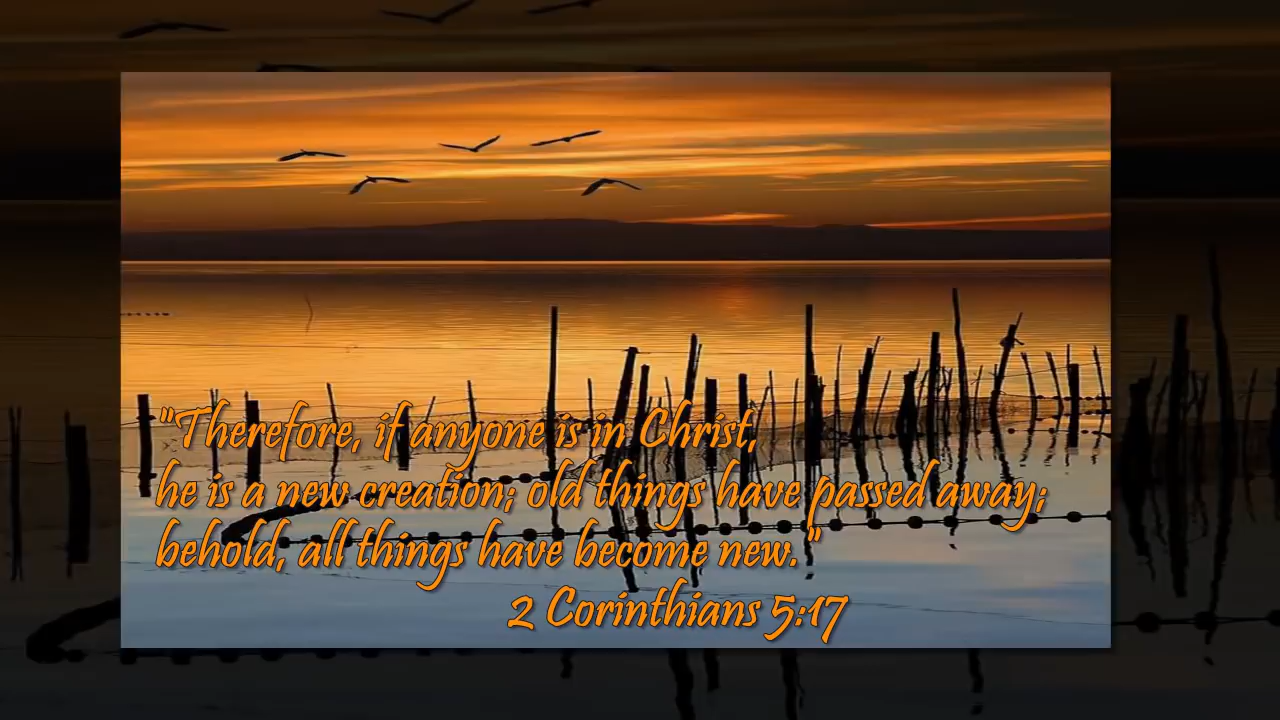 "Therefore, if anyone is in Christ,
he is a new creation; old things have passed away;
behold, all things have become new."
2 Corinthians 5:17